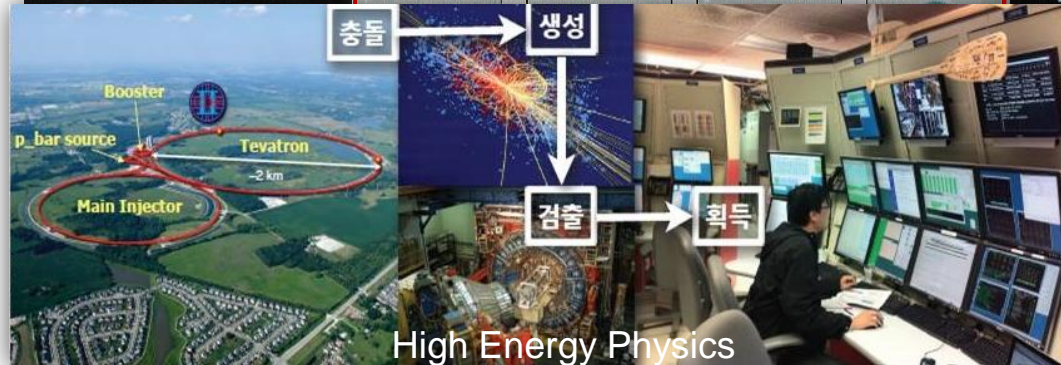 충돌
생성
Booster
p_bar source
Tevatron
~2 km
Main Injector
검출
획득
High Energy Physics